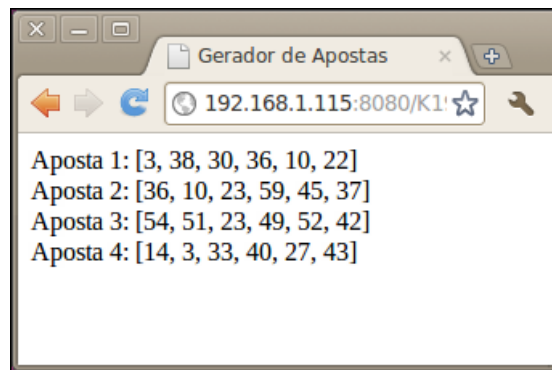 Gerador de Apostas
192.168.1.115:8080/K1
Aposta 1: [3, 38, 30, 36, 10, 22]
Aposta 2: [36, 10, 23, 59, 45, 37]
Aposta 3: [54, 51, 23, 49, 52, 42]
Aposta 4: [14, 3, 33, 40, 27, 43]